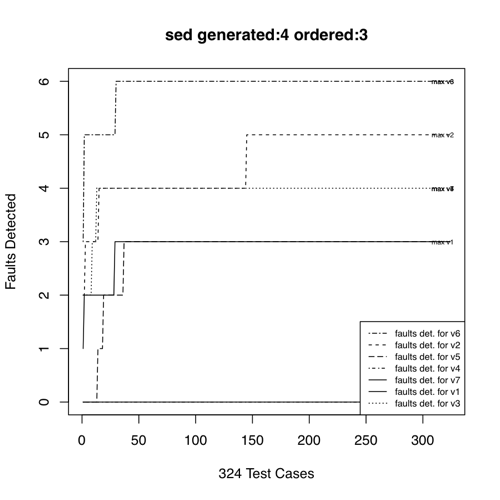 sed generated:4 ordered:3
Faults Detected
6
5
4
3
2
1
0
max v6
max v2
max v1
faults det. for v6
faults det. for v2
faults det. for v5
faults det. for v4
faults det. for v7
faults det. for v1
faults det. for v3
0 50 100 150 200 250 300
324 Test Cases